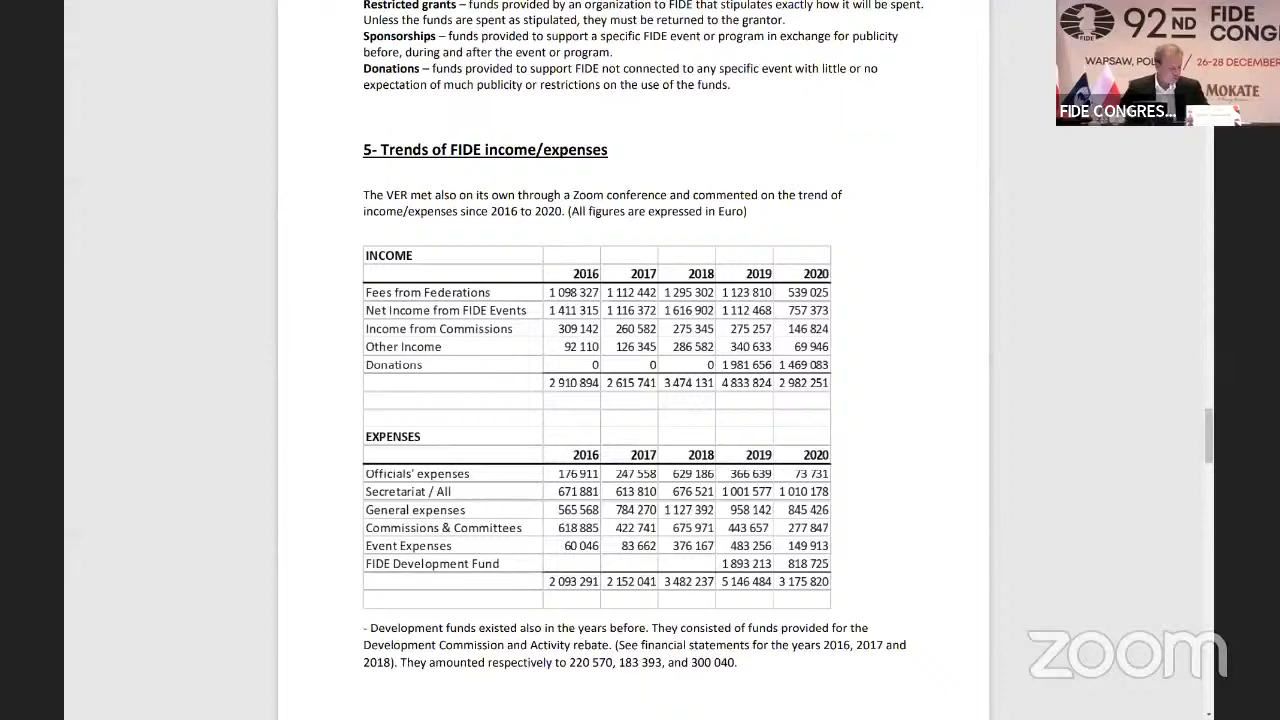 Restricted grants – funds provided by an organization to FIDE that stipulates exactly how it will be spent.
Unless the funds are spent as stipulated, they must be returned to the grantor.
Sponsorships – funds provided to support a specific FIDE event or program in exchange for publicity
before, during and after the event or program.
Donations – funds provided to support FIDE not connected to any specific event with little or no
expectation of much publicity or restrictions on the use of the funds.
5- Trends of FIDE income/expenses
The VER met also on its own through a Zoom conference and commented on the trend of
income/expenses since 2016 to 2020. (All figures are expressed in Euro)
INCOME
2016 2017 2018 2019 2020
Fees from Federations 1 098 327 1 112 442 1 295 302 1 123 810 539 025
Net Income from FIDE Events 1 411 315 1 116 372 1 616 902 1 112 468 757 373
Income from Commissions 309 142 260 582 275 345 275 257 146 824
Other Income 92 110 126 345 286 582 340 633 69 946
Donations 0 0 0 1 981 656 1 469 083
2 910 894 2 615 741 3 474 131 4 833 824 2 982 251
EXPENSES
2016 2017 2018 2019 2020
Officials' expenses 176 911 247 558 629 186 366 639 73 731
Secretariat / All 671 881 613 810 676 521 1 001 577 1 010 178
General expenses 565 568 784 270 1 127 392 958 142 845 426
Commissions & Committees 618 885 422 741 675 971 443 657 277 847
Event Expenses 60 046 83 662 376 167 483 256 149 913
FIDE Development Fund 1 893 213 818 725
2 093 291 2 152 041 3 482 237 5 146 484 3 175 820
- Development funds existed also in the years before. They consisted of funds provided for the
Development Commission and Activity rebate. (See financial statements for the years 2016, 2017 and
2018). They amounted respectively to 220 570, 183 393, and 300 040.
92ND FIDE
CONG
FIDE
WAPSAW, POL / 26-28 DECEMBER
MOKATE
FIDE CONGRES...
zoom